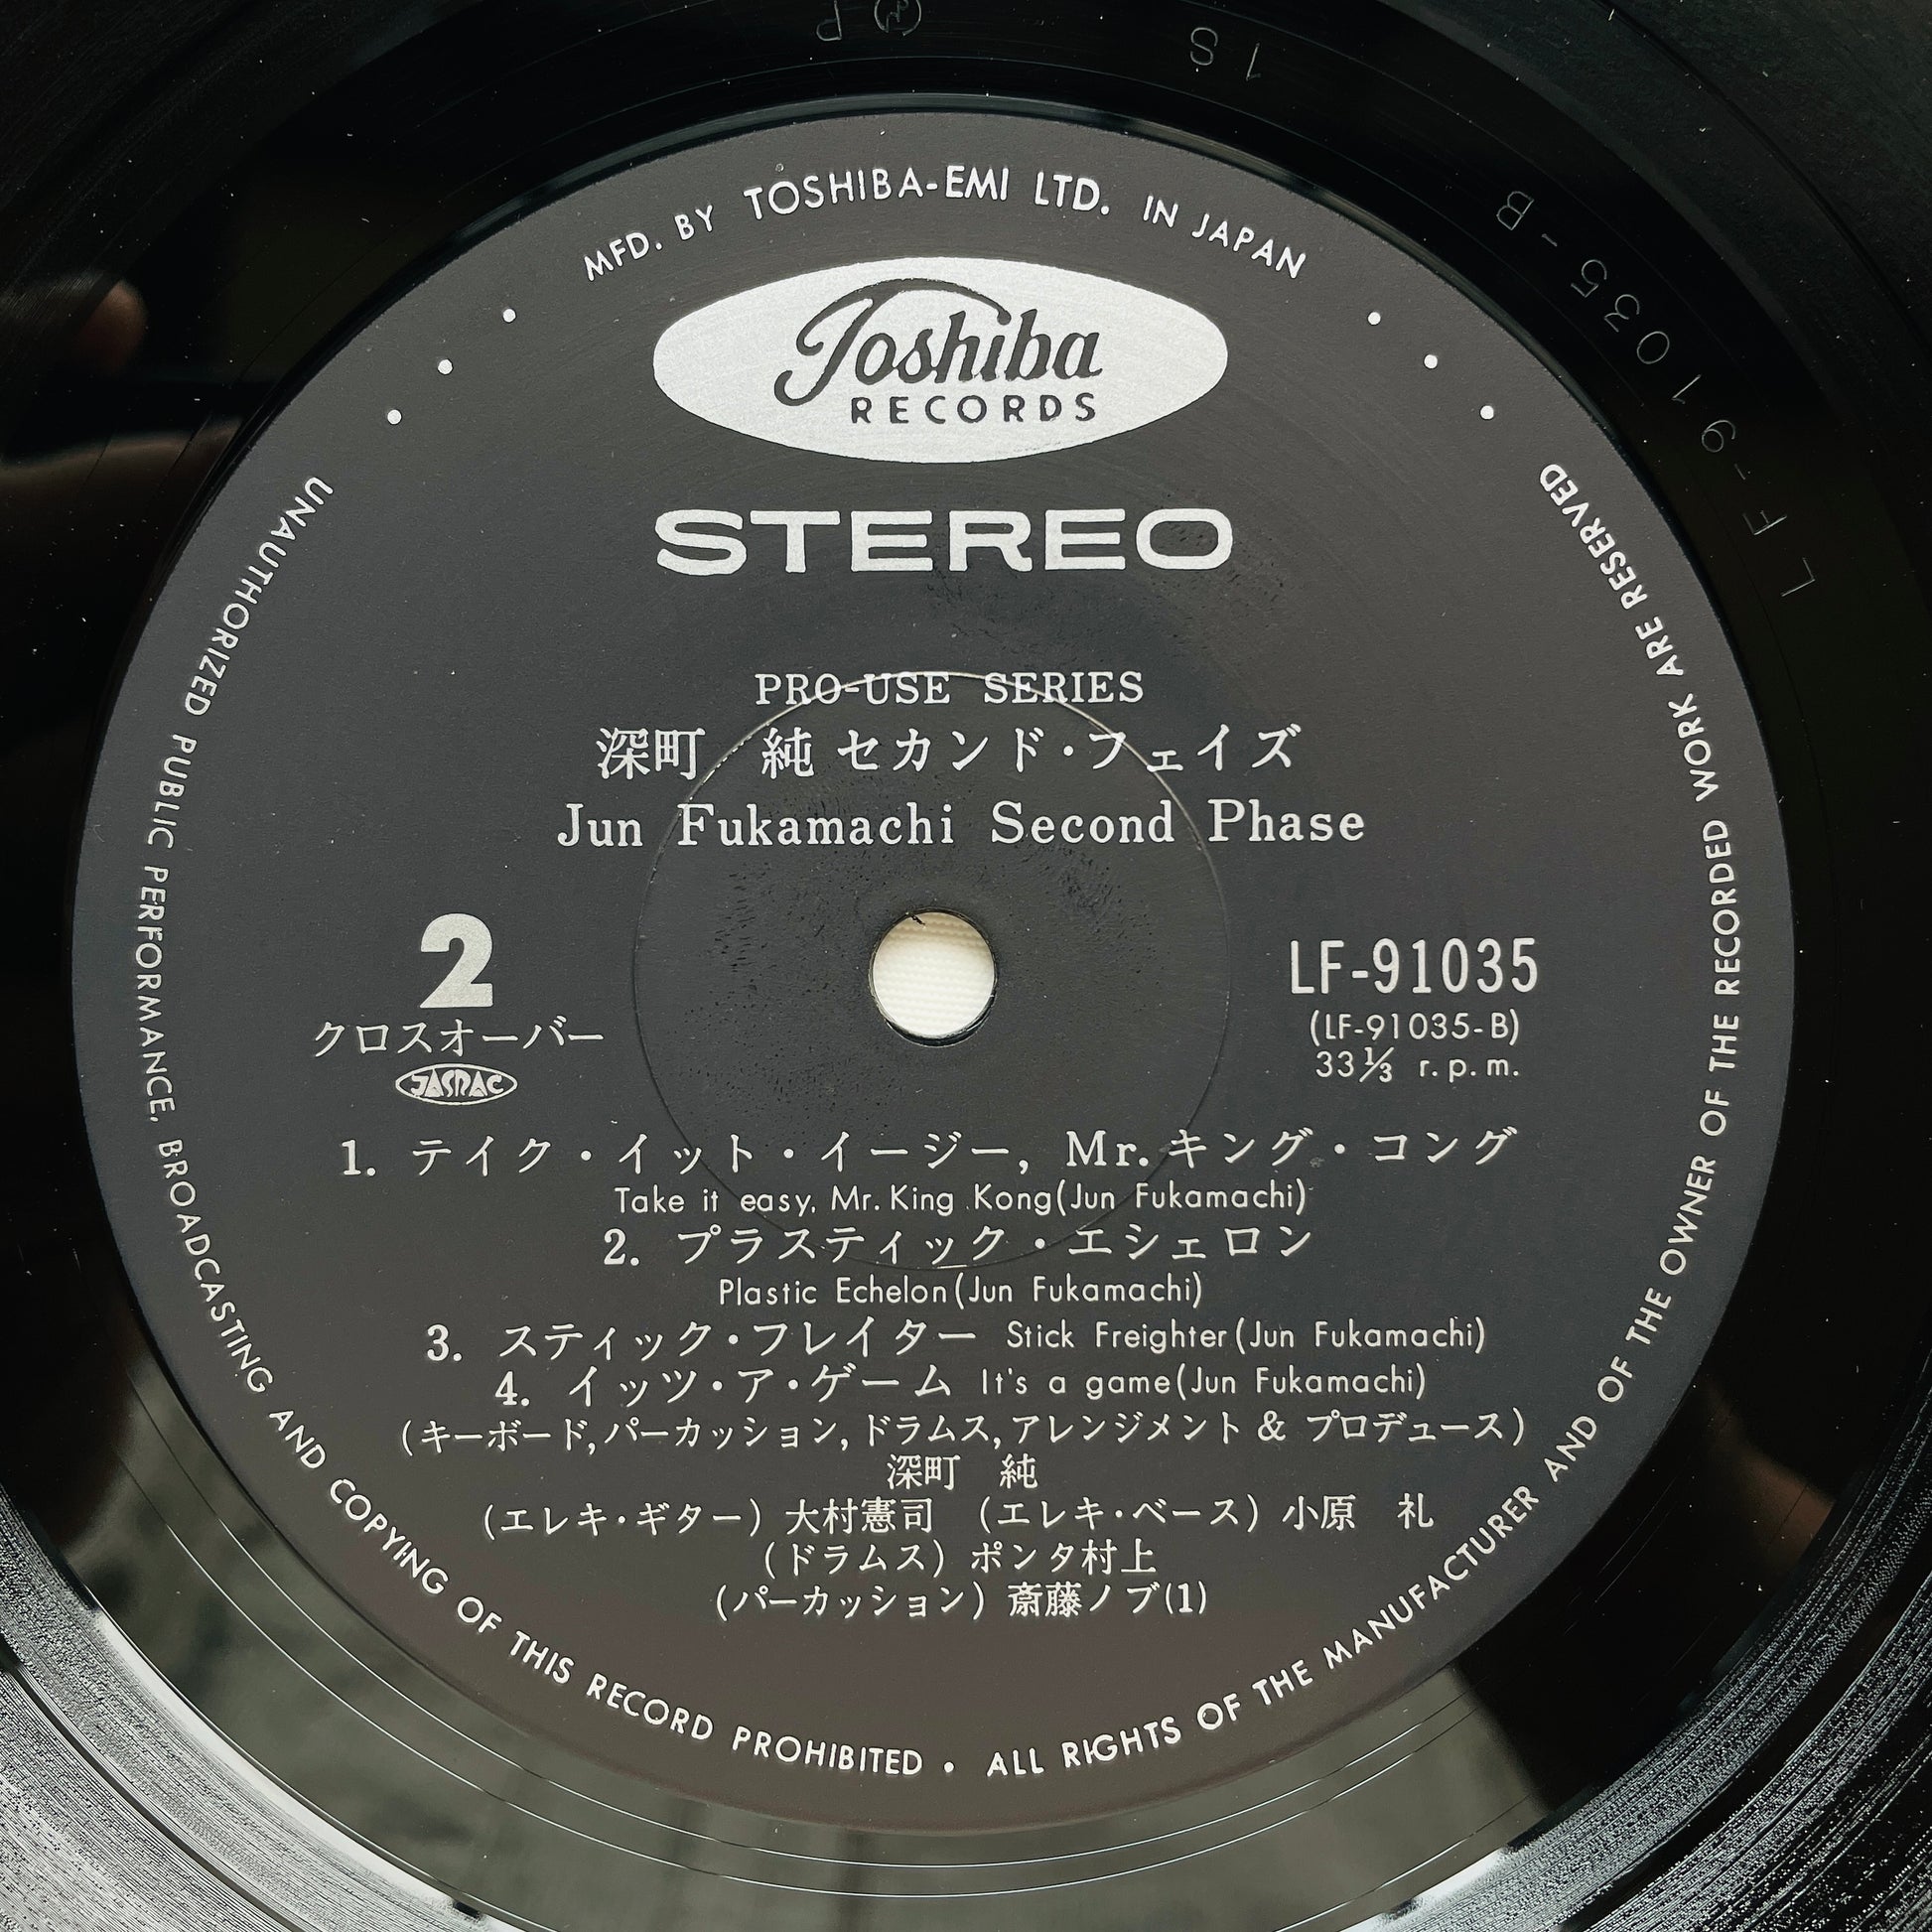 MFD. BY TOSHIBA-EMI LTD. IN JAPAN
Toshiba
RECORDS
STEREO
PRO-USE SERIES
深町　純 セカンド・フェイズ
Jun Fukamachi Second Phase
2
クロスオーバー
JASRAC
LF-91035
(LF-91035-B)
33⅓ r.p.m.
1. テイク・イット・イージー, Mr.キング・コング
Take it easy, Mr. King Kong(Jun Fukamachi)
2. プラスティック・エシェロン
Plastic Echelon(Jun Fukamachi)
3. スティック・フレイター Stick Freighter(Jun Fukamachi)
4. イッツ・ア・ゲーム It's a game(Jun Fukamachi)
(キーボード,パーカッション,ドラムス,アレンジメント & プロデュース)
深町　純
(エレキ・ギター) 大村憲司　(エレキ・ベース) 小原　礼
(ドラムス) ポンタ村上
(パーカッション) 斎藤ノブ(1)
UNAUTHORIZED PUBLIC PERFORMANCE, BROADCASTING AND COPYING OF THIS RECORD PROHIBITED • ALL RIGHTS OF THE MANUFACTURER AND OF THE OWNER OF THE RECORDED WORK ARE RESERVED
LF-91035-B
1S
P